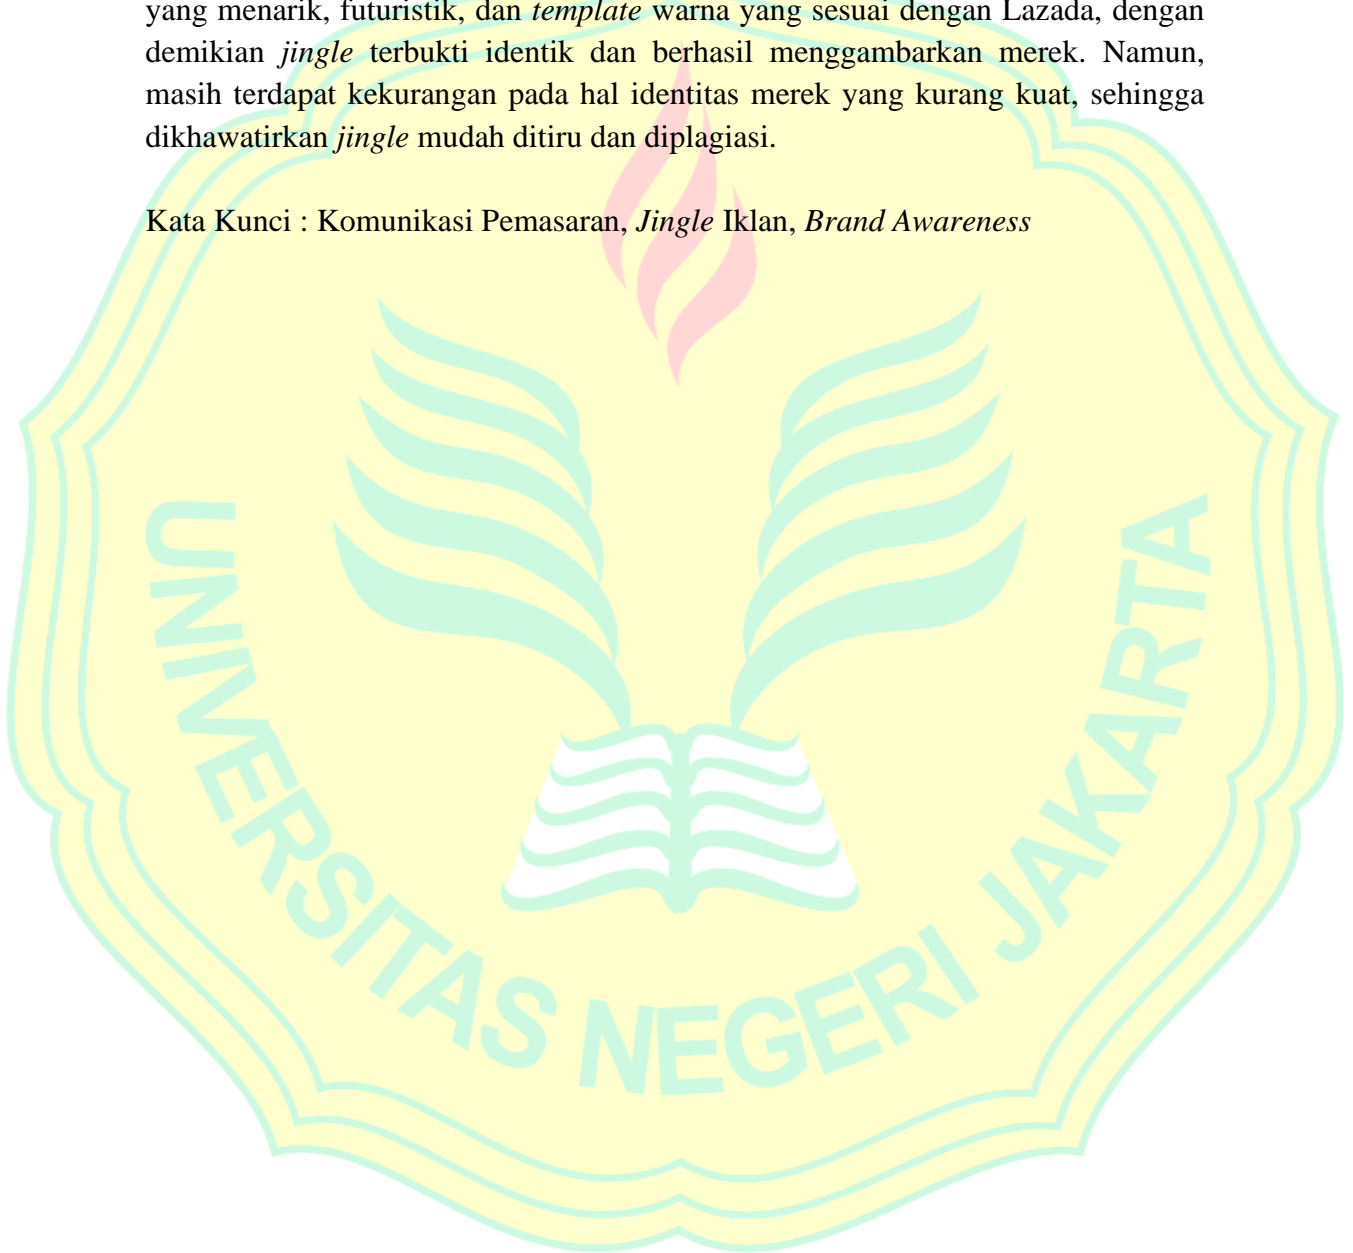 yang menarik, futuristik, dan template warna yang sesuai dengan Lazada, dengan
demikian jingle terbukti identik dan berhasil menggambarkan merek. Namun,
masih terdapat kekurangan pada hal identitas merek yang kurang kuat, sehingga
dikhawatirkan jingle mudah ditiru dan diplagiasi.
Kata Kunci : Komunikasi Pemasaran, Jingle Iklan, Brand Awareness
UNIVERSITAS NEGERI JAKARTA